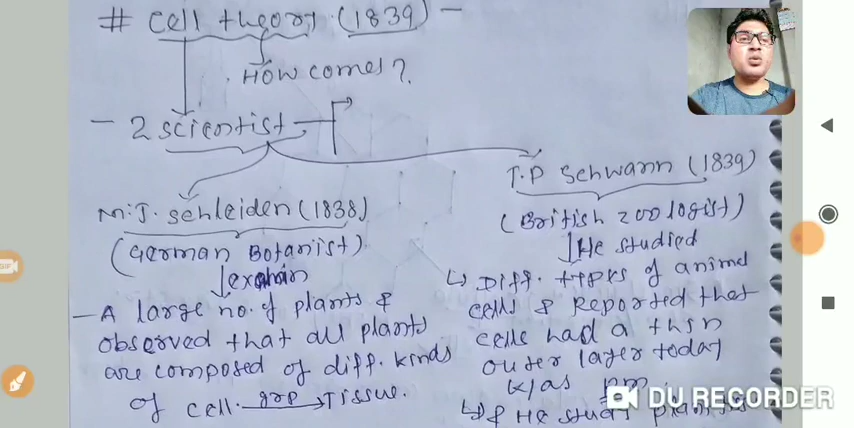 # Cell theory (1839) -
How comes?
- 2 scientist
M.J. Schleiden (1838)
(German Botanist)
examin
- A large no. of plants &
observed that all plants
are composed of diff. kinds
of cell. grp → Tissue.
T.P Schwann (1839)
(British zoologist)
He studied
↳ Diff. types of animal
cells & Reported that
cells had a thin
outer layer today
k/as
↳ & He
DU RECORDER
GIF